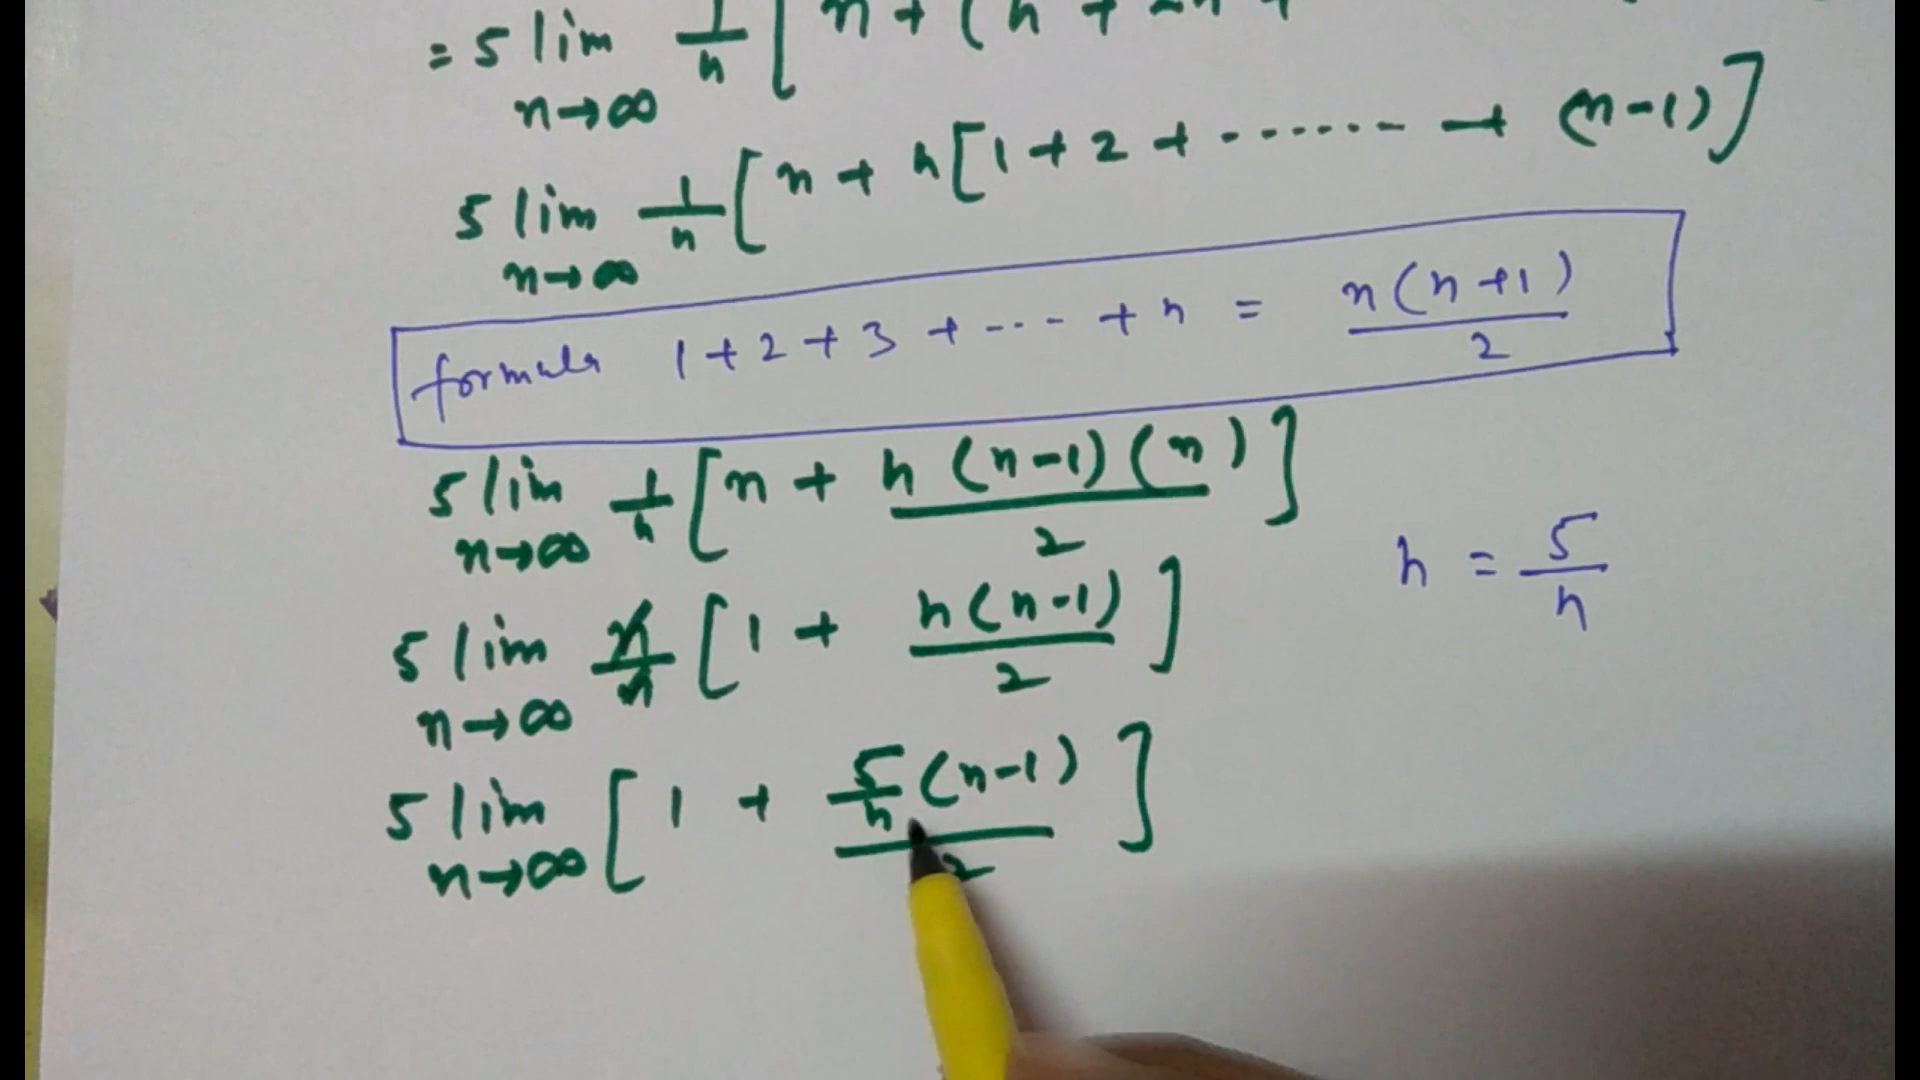 = 5 lim 1/n [ n + ( h + 2h +
n→∞
5 lim 1/n [ n + h [ 1 + 2 + ....... + (n-1) ]
n→∞
formula 1 + 2 + 3 + ---- + n = n(n+1)/2
5 lim 1/n [ n + h(n-1)(n)/2 ]
n→∞
h = 5/n
5 lim n/n [ 1 + h(n-1)/2 ]
n→∞
5 lim [ 1 + 5/n (n-1)/2 ]
n→∞